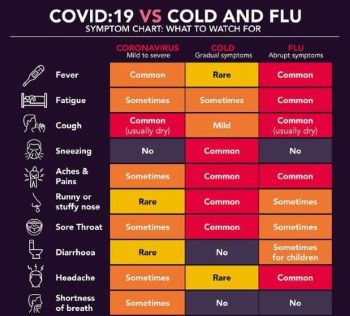 COVID:19 VS COLD AND FLU
SYMPTOM CHART: WHAT TO WATCH FOR
CORONAVIRUS COLD FLU
Mild to severe Gradual symptoms Abrupt symptoms
Fever Common Rare Common
Fatigue Sometimes Sometimes Common
Cough Common (usually dry) Mild Common (usually dry)
Sneezing No Common No
Aches & Pains Sometimes Common Common
Runny or stuffy nose Rare Common Sometimes
Sore Throat Sometimes Common Sometimes
Diarrhoea Rare No Sometimes for children
Headache Sometimes Rare Common
Shortness of breath Sometimes No No